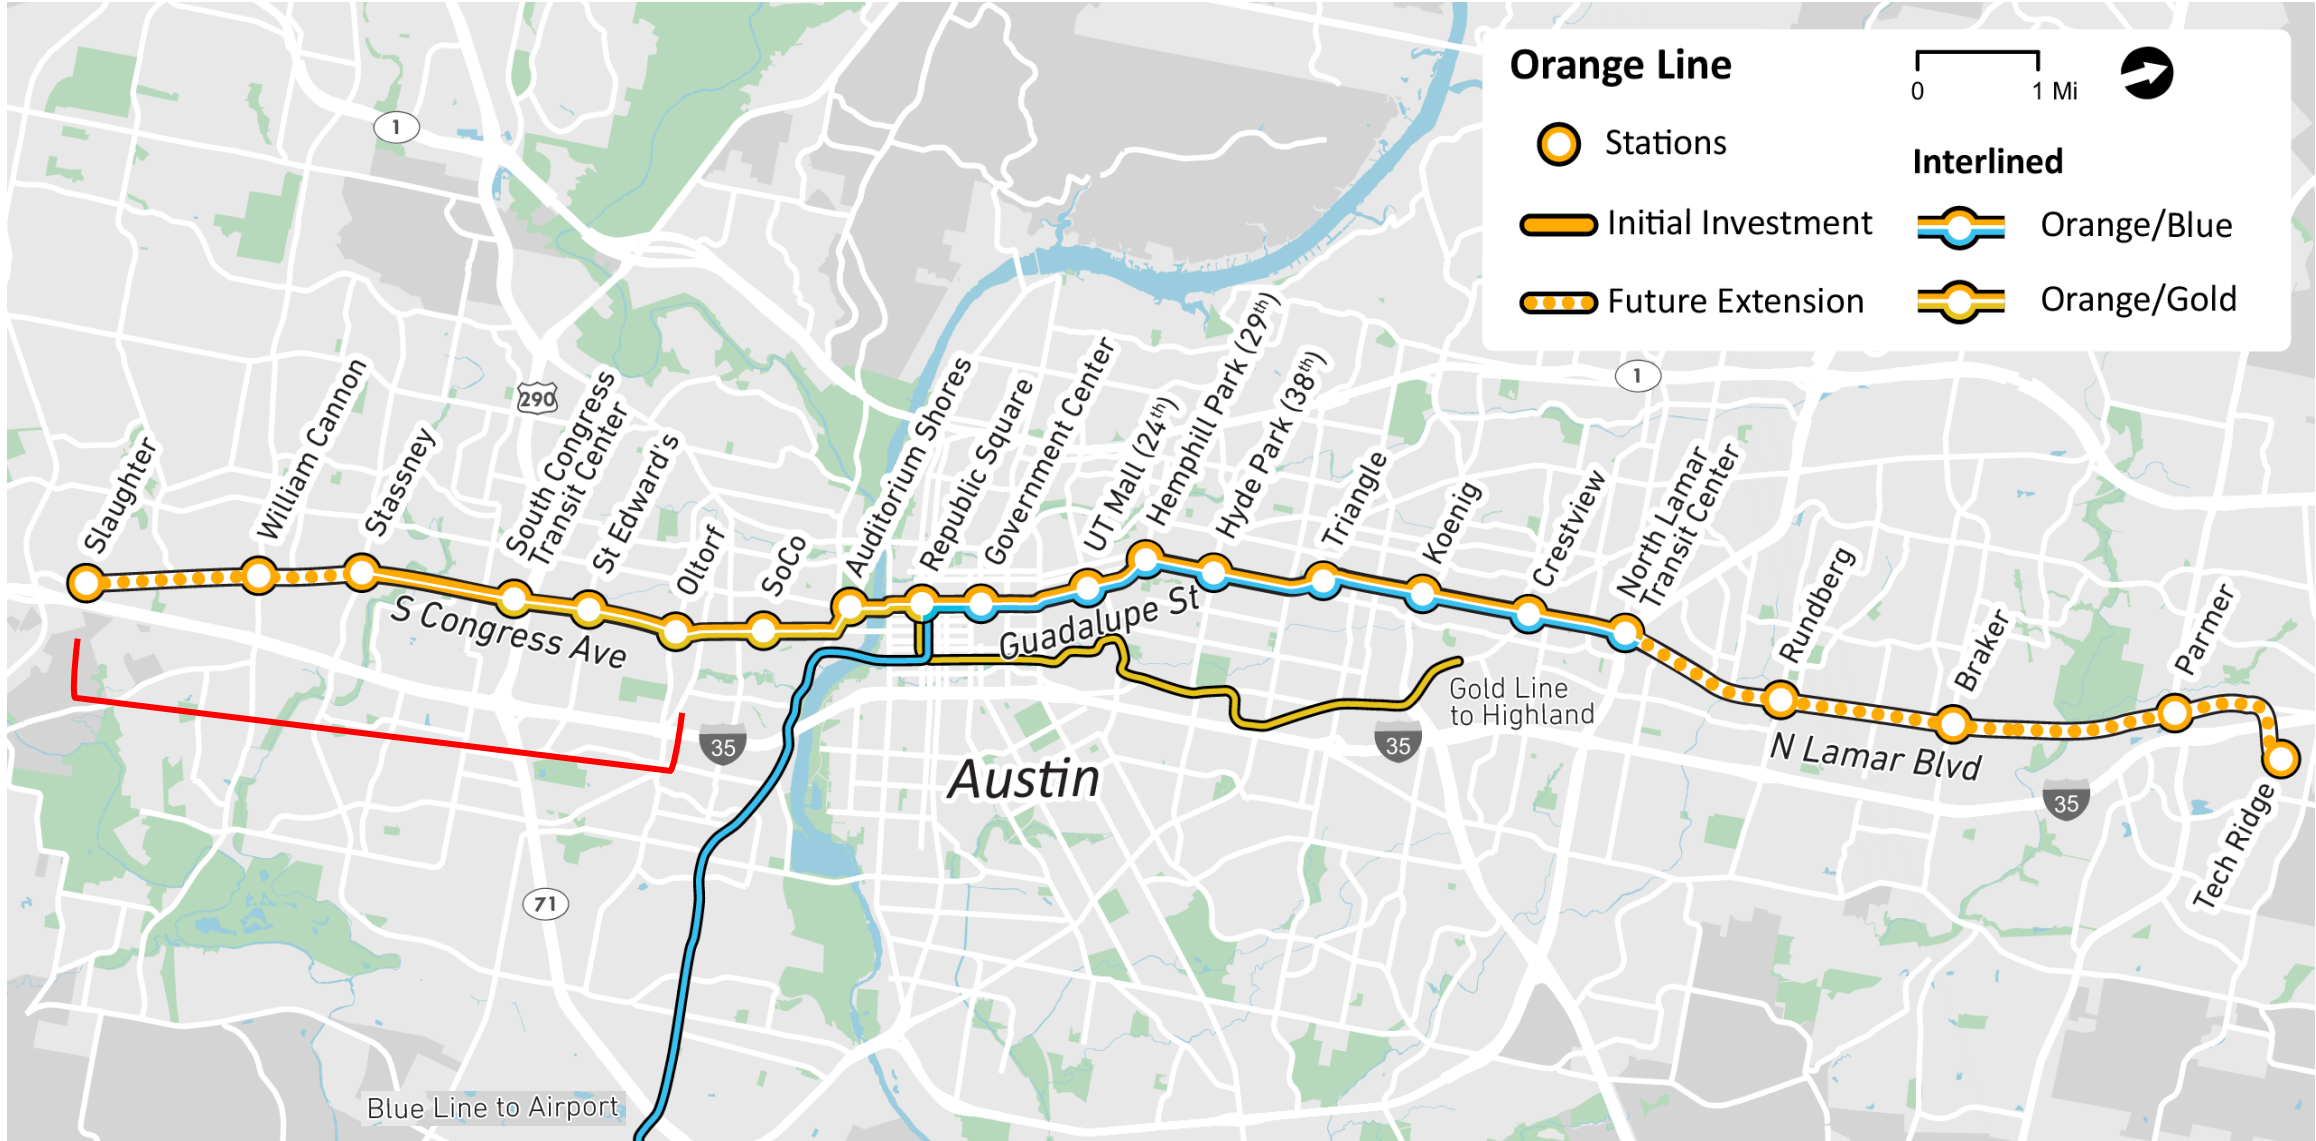 Orange Line
0
1 Mi
Stations
Interlined
Initial Investment
Orange/Blue
Future Extension
Orange/Gold
1
290
1
Slaughter
William Cannon
Stassney
South Congress
Transit Center
St Edward's
Oltorf
SoCo
Auditorium Shores
Republic Square
Government Center
UT Mall (24th)
Hemphill Park (29th)
Hyde Park (38th)
Triangle
Koenig
Crestview
North Lamar
Transit Center
Rundberg
Braker
Parmer
Tech Ridge
S Congress Ave
Guadalupe St
N Lamar Blvd
Gold Line
to Highland
35
35
35
Austin
71
Blue Line to Airport